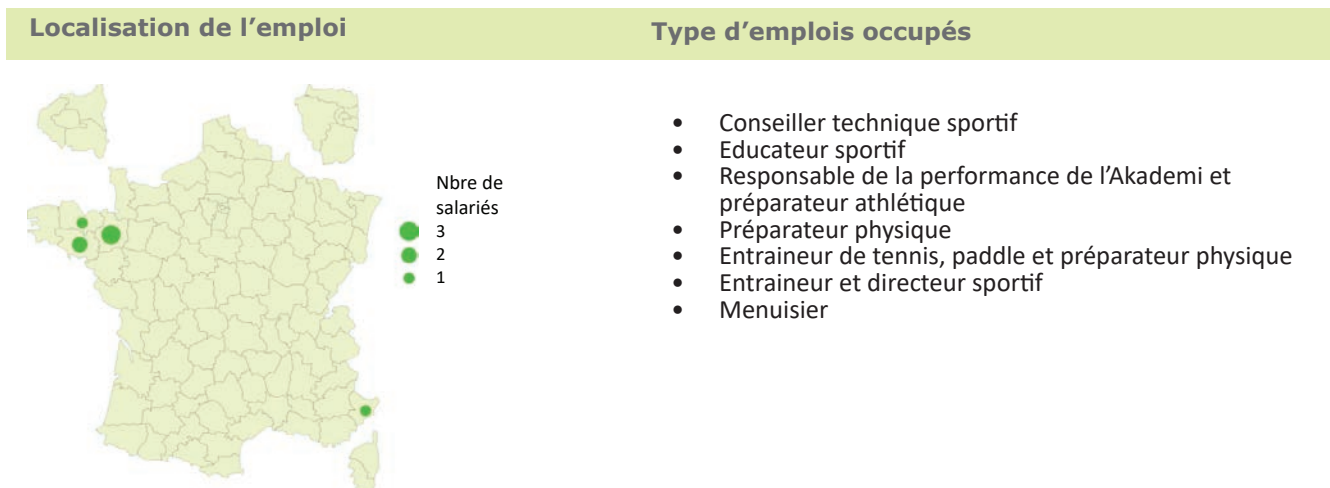 Localisation de l’emploi
Type d’emplois occupés
Nbre de
salariés
3
2
1
• Conseiller technique sportif
• Educateur sportif
• Responsable de la performance de l’Akademi et
préparateur athlétique
• Préparateur physique
• Entraineur de tennis, paddle et préparateur physique
• Entraineur et directeur sportif
• Menuisier